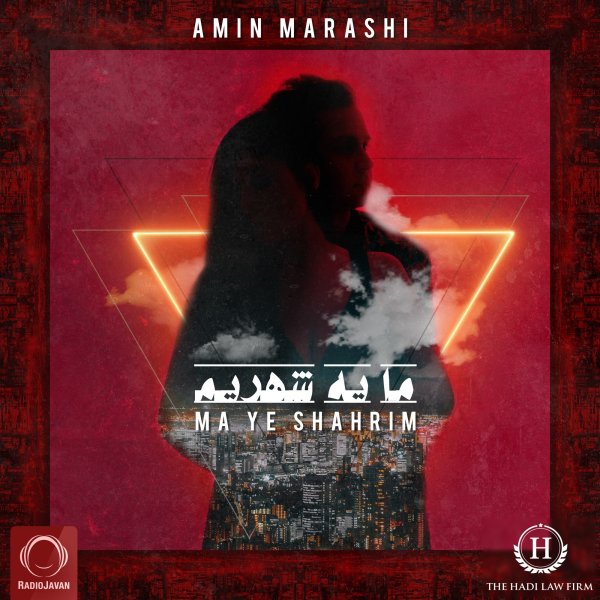 AMIN MARASHI
ما یه شهریم
MA YE SHAHRIM
RADIOJAVAN
H
THE HADI LAW FIRM